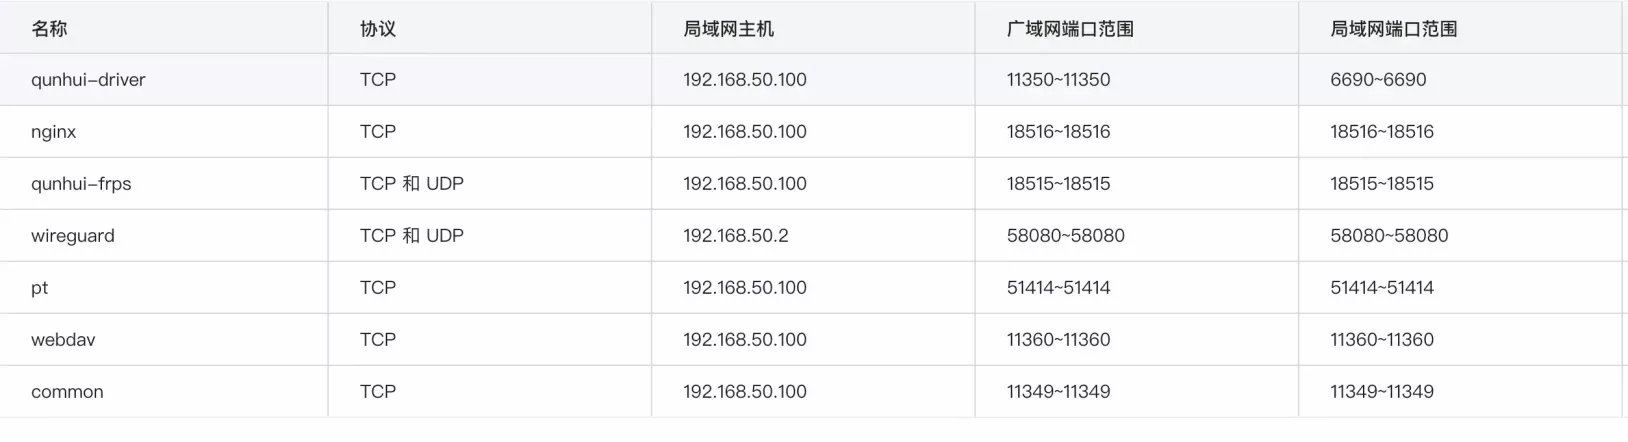 名称 协议 局域网主机 广域网端口范围 局域网端口范围
qunhui-driver TCP 192.168.50.100 11350~11350 6690~6690
nginx TCP 192.168.50.100 18516~18516 18516~18516
qunhui-frps TCP 和 UDP 192.168.50.100 18515~18515 18515~18515
wireguard TCP 和 UDP 192.168.50.2 58080~58080 58080~58080
pt TCP 192.168.50.100 51414~51414 51414~51414
webdav TCP 192.168.50.100 11360~11360 11360~11360
common TCP 192.168.50.100 11349~11349 11349~11349